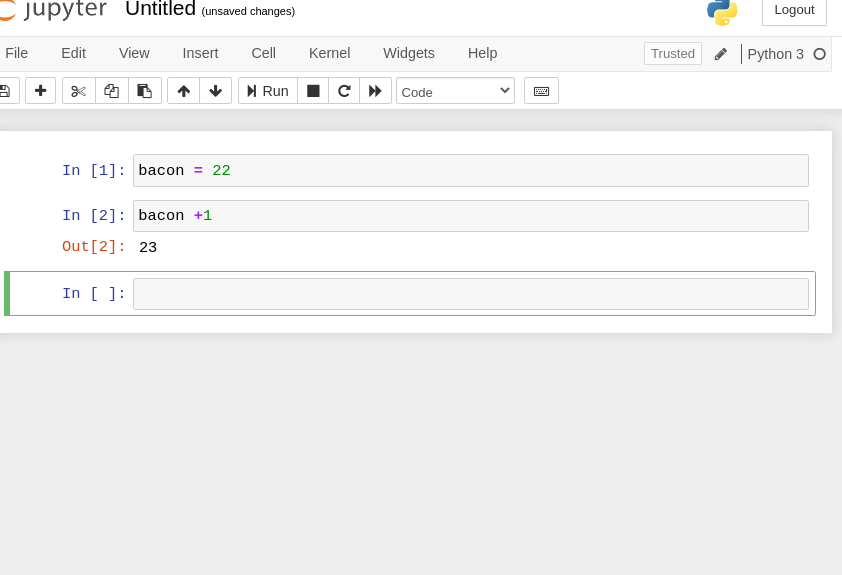 jupyter Untitled (unsaved changes) Logout
File Edit View Insert Cell Kernel Widgets Help Trusted Python 3
Run Code
In [1]: bacon = 22
In [2]: bacon +1
Out[2]: 23
In [ ]: